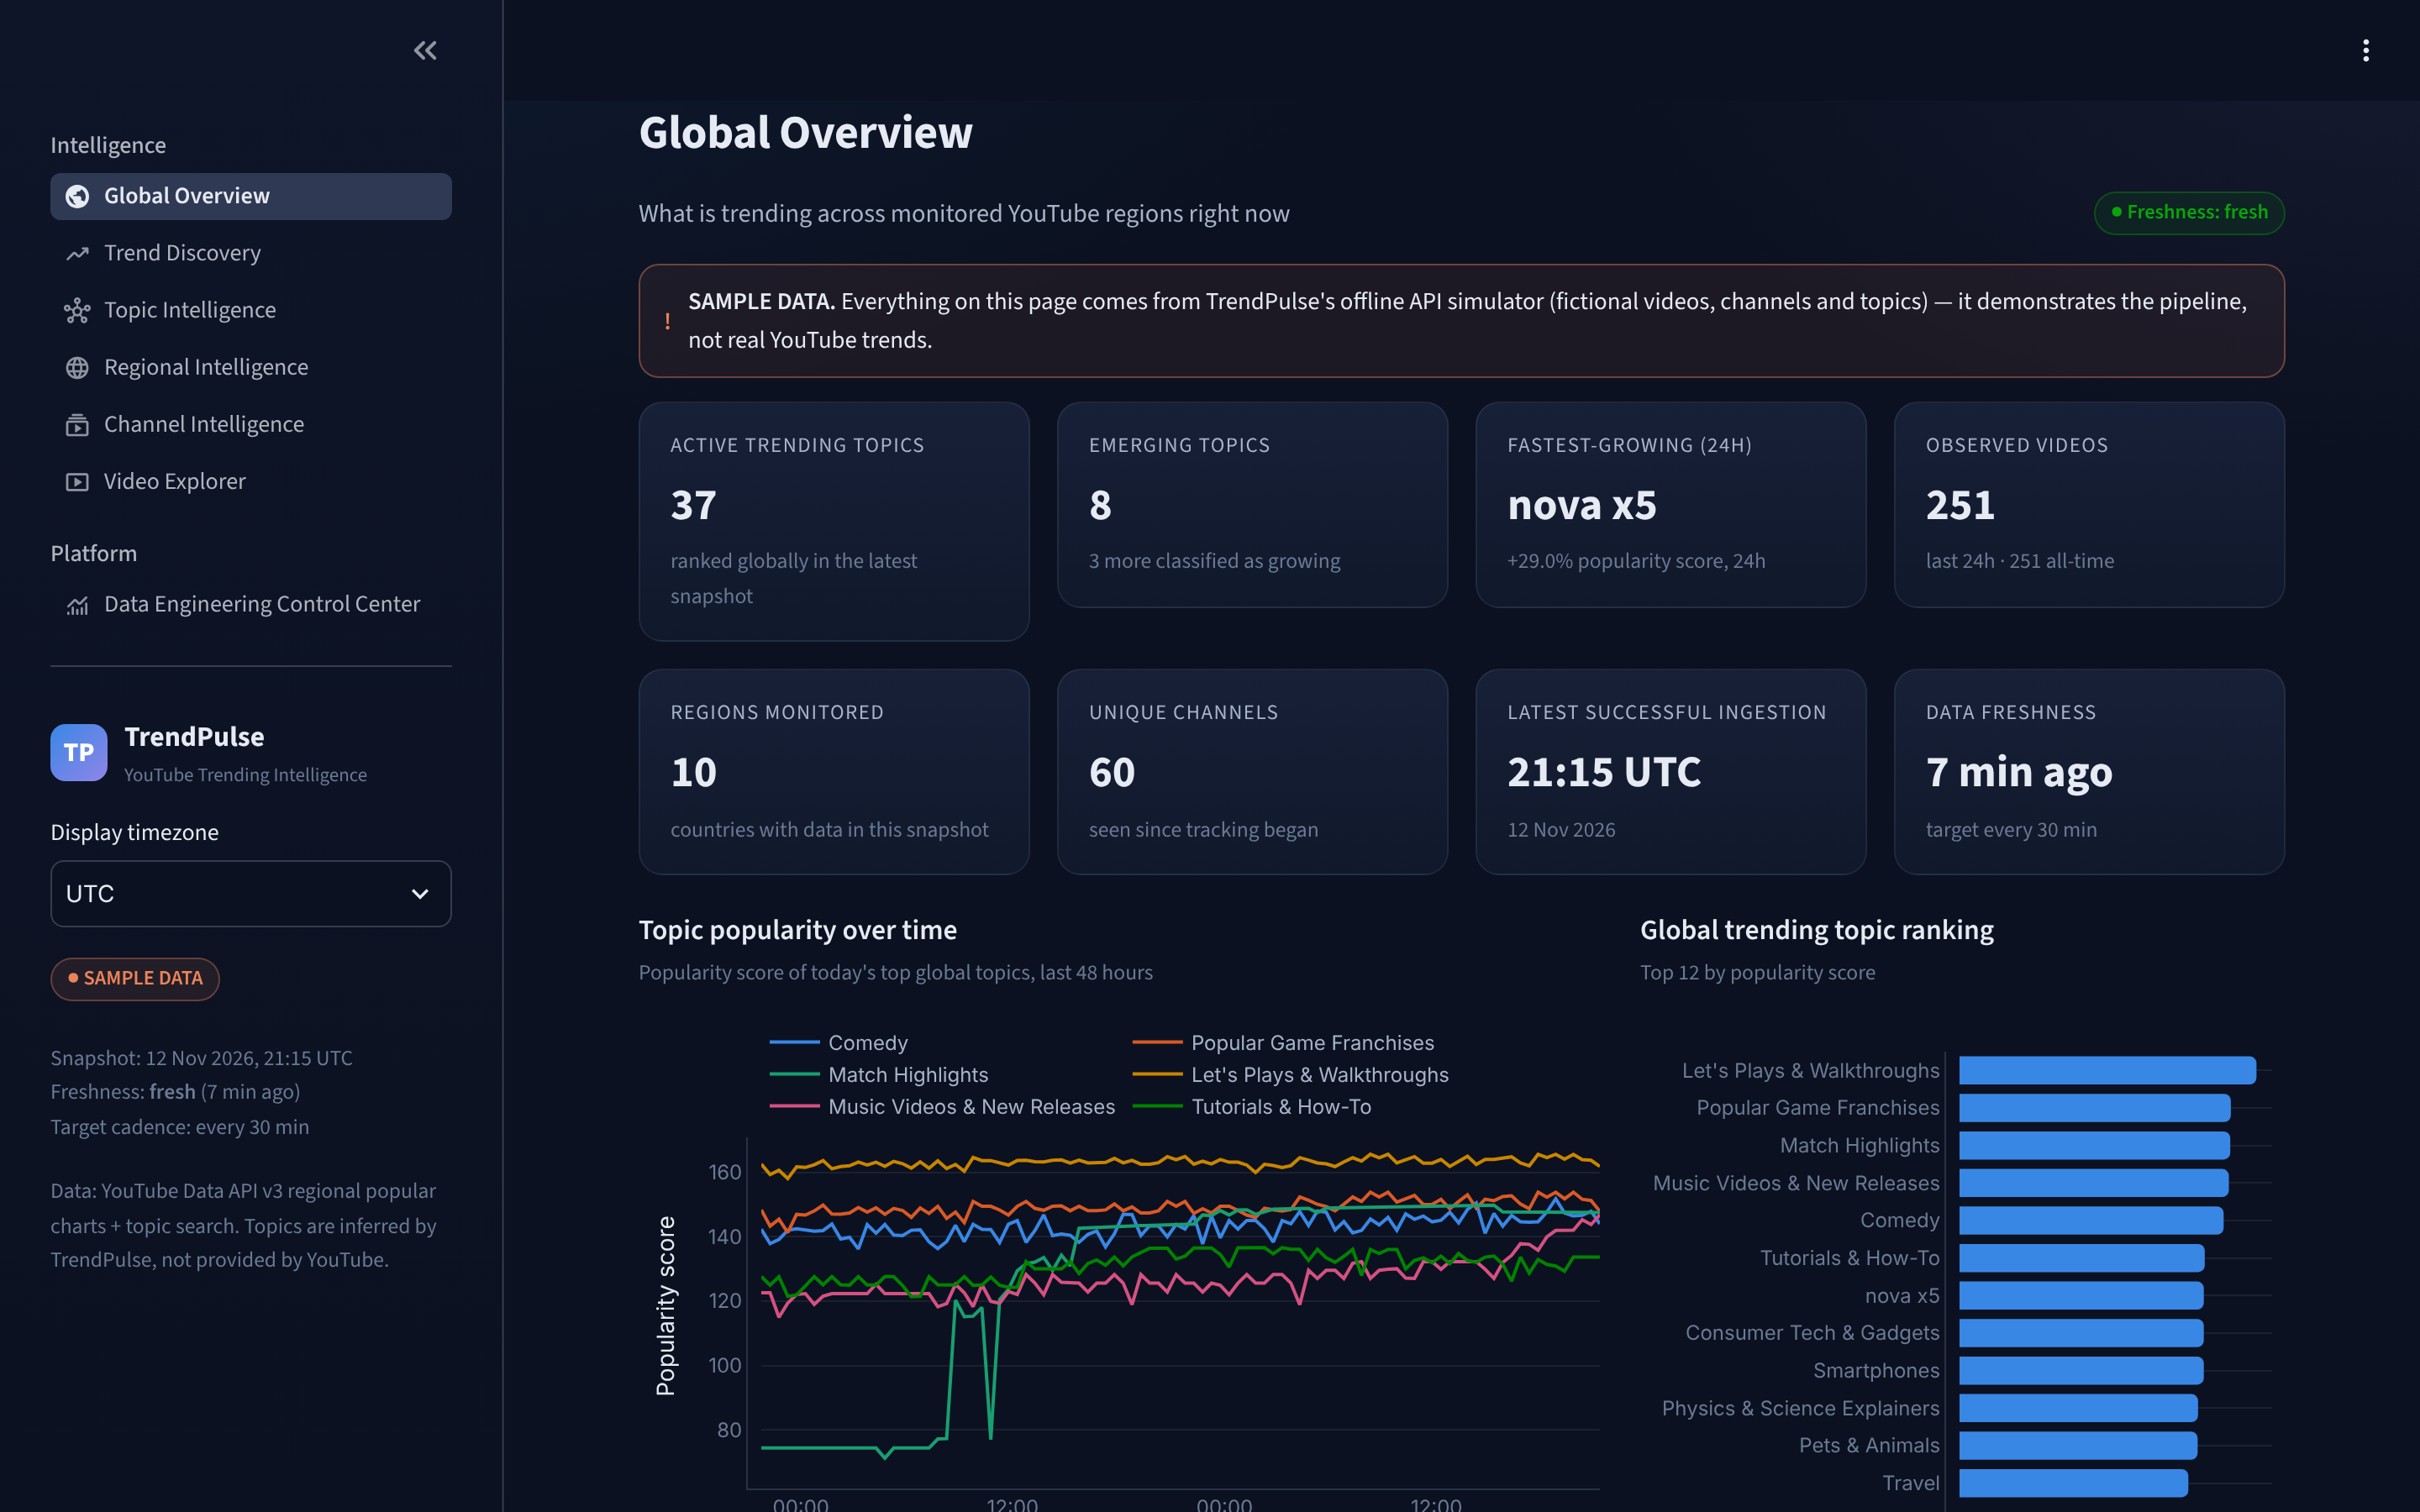 Intelligence
Global Overview
Trend Discovery
Topic Intelligence
Regional Intelligence
Channel Intelligence
Video Explorer
Platform
Data Engineering Control Center
TP
TrendPulse
YouTube Trending Intelligence
Display timezone
UTC
SAMPLE DATA
Snapshot: 12 Nov 2026, 21:15 UTC
Freshness: fresh (7 min ago)
Target cadence: every 30 min
Data: YouTube Data API v3 regional popular
charts + topic search. Topics are inferred by
TrendPulse, not provided by YouTube.
Global Overview
What is trending across monitored YouTube regions right now
Freshness: fresh
! SAMPLE DATA. Everything on this page comes from TrendPulse's offline API simulator (fictional videos, channels and topics) — it demonstrates the pipeline,
not real YouTube trends.
ACTIVE TRENDING TOPICS
37
ranked globally in the latest
snapshot
EMERGING TOPICS
8
3 more classified as growing
FASTEST-GROWING (24H)
nova x5
+29.0% popularity score, 24h
OBSERVED VIDEOS
251
last 24h · 251 all-time
REGIONS MONITORED
10
countries with data in this snapshot
UNIQUE CHANNELS
60
seen since tracking began
LATEST SUCCESSFUL INGESTION
21:15 UTC
12 Nov 2026
DATA FRESHNESS
7 min ago
target every 30 min
Topic popularity over time
Popularity score of today's top global topics, last 48 hours
Comedy
Popular Game Franchises
Match Highlights
Let's Plays & Walkthroughs
Music Videos & New Releases
Tutorials & How-To
Popularity score
160
140
120
100
80
00:00
12:00
00:00
12:00
Global trending topic ranking
Top 12 by popularity score
Let's Plays & Walkthroughs
Popular Game Franchises
Match Highlights
Music Videos & New Releases
Comedy
Tutorials & How-To
nova x5
Consumer Tech & Gadgets
Smartphones
Physics & Science Explainers
Pets & Animals
Travel